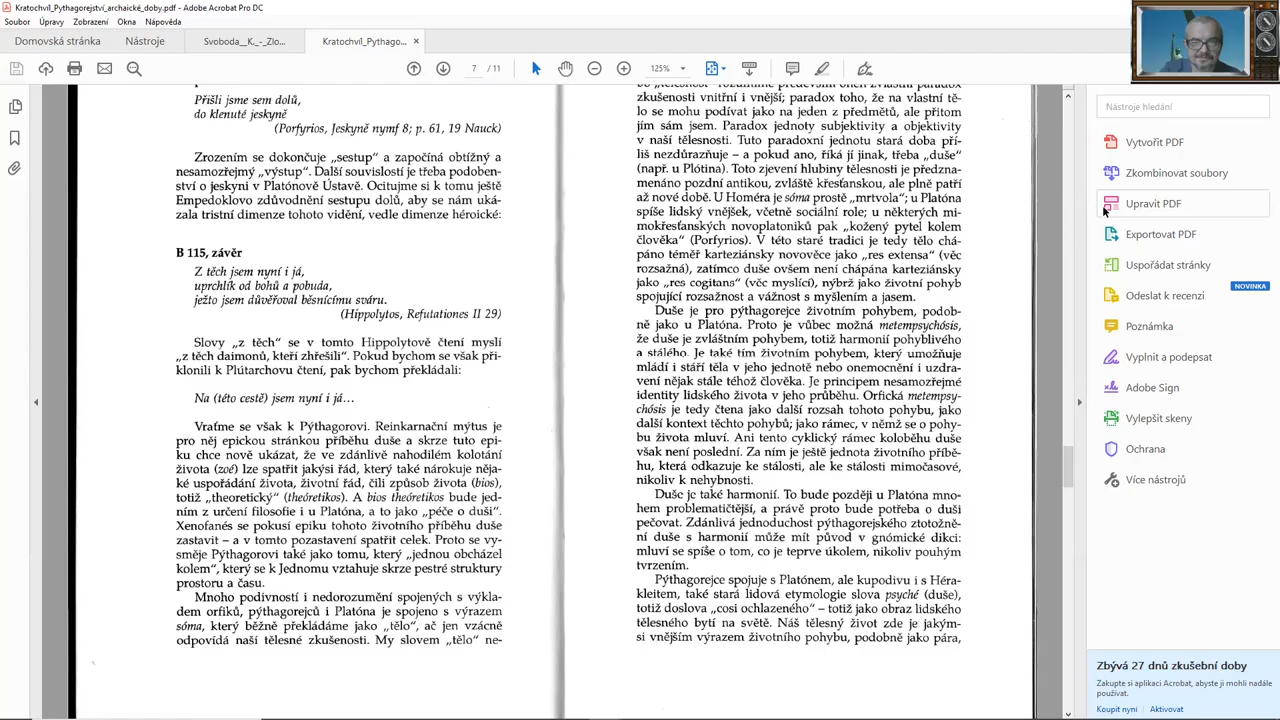 Kratochvíl_Pythagorejství_archaické_doby.pdf - Adobe Acrobat Pro DC
Soubor Úpravy Zobrazení Okna Nápověda
Domovská stránka Nástroje Svoboda__K._-_Zlo... Kratochvíl_Pythago... ×
7 / 11 125%
Přišli jsme sem dolů,
do klenuté jeskyně
(Porfyrios, Jeskyně nymf 8; p. 61, 19 Nauck)
Zrozením se dokončuje „sestup“ a započíná obtížný a
nesamozřejmý „výstup“. Další souvislostí je třeba podoben-
ství o jeskyni v Platónově Ústavě. Ocitujme si k tomu ještě
Empedoklovo zdůvodnění sestupu dolů, aby se nám uká-
zala tristní dimenze tohoto vidění, vedle dimenze héroické:
B 115, závěr
Z těch jsem nyní i já,
uprchlík od bohů a pobuda,
ježto jsem důvěřoval běsnícímu sváru.
(Hippolytos, Refutationes II 29)
Slovy „z těch“ se v tomto Hippolytově čtení myslí
„z těch daimonů, kteří zhřešili“. Pokud bychom se však při-
klonili k Plútarchovu čtení, pak bychom překládali:
Na (této cestě) jsem nyní i já…
Vraťme se však k Pýthagorovi. Reinkarnační mýtus je
pro něj epickou stránkou příběhu duše a skrze tuto epi-
ku chce nově ukázat, že ve zdánlivě nahodilém kolotání
života (zoé) lze spatřit jakýsi řád, který také nárokuje něja-
ké uspořádání života, životní řád, čili způsob života (bios),
totiž „theoretický“ (theóretikos). A bios theóretikos bude jed-
ním z určení filosofie i u Platóna, a to jako „péče o duši“.
Xenofanés se pokusí epiku tohoto životního příběhu duše
zastavit – a v tomto pozastavení spatřit celek. Proto se vy-
směje Pýthagorovi také jako tomu, který „jednou obcházel
kolem“, který se k Jednomu vztahuje skrze pestré struktury
prostoru a času.
Mnoho podivností i nedorozumění spojených s výkla-
dem orfiků, pýthagorejců i Platóna je spojeno s výrazem
sóma, který běžně překládáme jako „tělo“, ač jen vzácně
odpovídá naší tělesné zkušenosti. My slovem „tělo“ ne-
zkušenosti vnitřní i vnější; paradox toho, že na vlastní tě-
lo se mohu podívat jako na jeden z předmětů, ale přitom
jím sám jsem. Paradox jednoty subjektivity a objektivity
v naší tělesnosti. Tuto paradoxní jednotu stará doba pří-
liš nezdůrazňuje – a pokud ano, říká jí jinak, třeba „duše“
(např. u Plótina). Toto zjevení hlubiny tělesnosti je předzna-
menáno pozdní antikou, zvláště křesťanskou, ale plně patří
až nové době. U Homéra je sóma prostě „mrtvola“; u Platóna
spíše lidský vnějšek, včetně sociální role; u některých mi-
mokřesťanských novoplatoniků pak „kožený pytel kolem
člověka“ (Porfyrios). V této staré tradici je tedy tělo chá-
páno téměř karteziánsky novověce jako „res extensa“ (věc
rozsažná), zatímco duše ovšem není chápána karteziánsky
jako „res cogitans“ (věc myslící), nýbrž jako životní pohyb
spojující rozsažnost a vážnost s myšlením a jasem.
Duše je pro pýthagorejce životním pohybem, podob-
ně jako u Platóna. Proto je vůbec možná metempsychósis,
že duše je zvláštním pohybem, totiž harmonií pohyblivého
a stálého. Je také tím životním pohybem, který umožňuje
mládí i stáří těla v jeho jednotě nebo onemocnění i uzdra-
vení nějak stále téhož člověka. Je principem nesamozřejmé
identity lidského života v jeho průběhu. Orfická metempsy-
chósis je tedy čtena jako další rozsah tohoto pohybu, jako
další kontext těchto pohybů; jako rámec, v němž se o pohy-
bu života mluví. Ani tento cyklický rámec koloběhu duše
však není poslední. Za ním je ještě jednota životního příbě-
hu, která odkazuje ke stálosti, ale ke stálosti mimočasové,
nikoliv k nehybnosti.
Duše je také harmonií. To bude později u Platóna mno-
hem problematičtější, a právě proto bude potřeba o duši
pečovat. Zdánlivá jednoduchost pýthagorejského ztotožně-
ní duše s harmonií může mít původ v gnómické dikci:
mluví se spíše o tom, co je teprve úkolem, nikoliv pouhým
tvrzením.
Pýthagorejce spojuje s Platónem, ale kupodivu i s Héra-
kleitem, také stará lidová etymologie slova psyché (duše),
totiž doslova „cosi ochlazeného“ – totiž jako obraz lidského
tělesného bytí na světě. Náš tělesný život zde je jakým-
si vnějším výrazem životního pohybu, podobně jako pára,
Nástroje hledání
Vytvořit PDF
Zkombinovat soubory
Upravit PDF
Exportovat PDF
Uspořádat stránky
NOVINKA
Odeslat k recenzi
Poznámka
Vyplnit a podepsat
Adobe Sign
Vylepšit skeny
Ochrana
Více nástrojů
Zbývá 27 dnů zkušební doby
Zakupte si aplikaci Acrobat, abyste ji mohli nadále
používat.
Koupit nyní Aktivovat